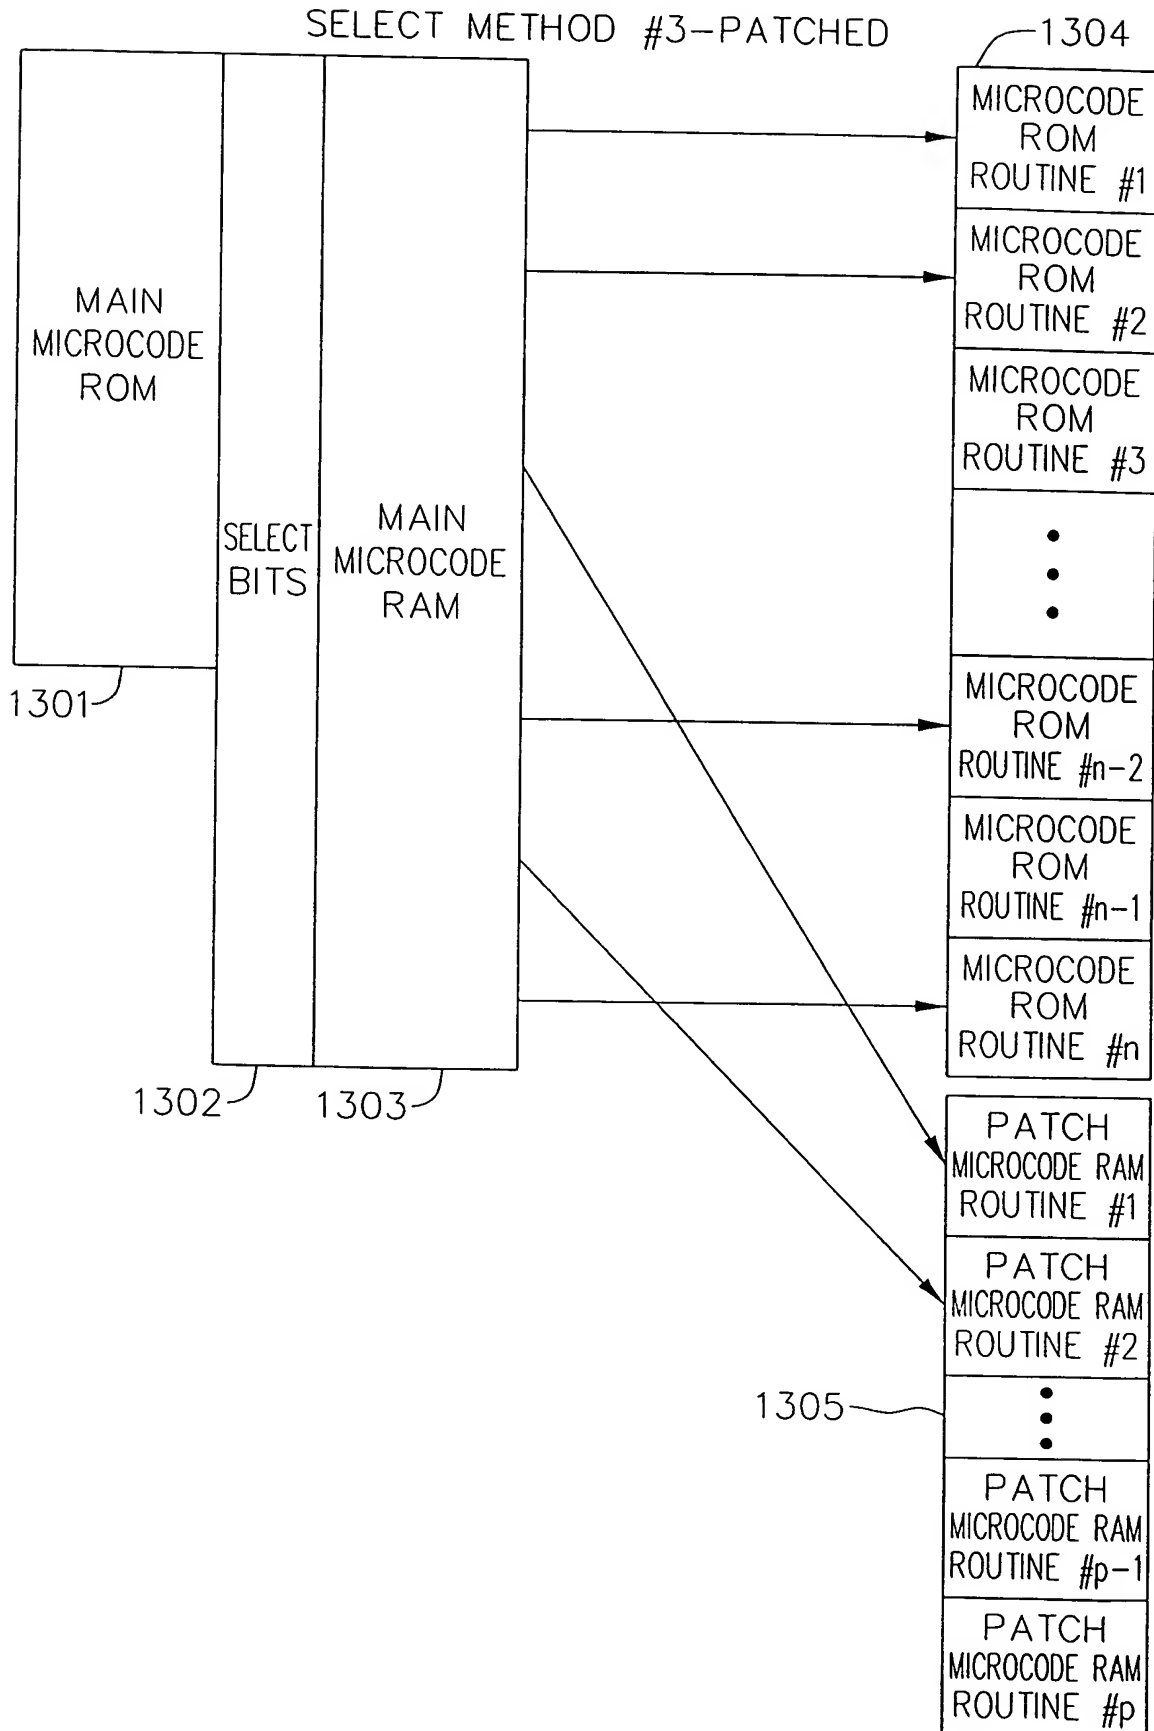 SELECT METHOD #3-PATCHED
1304
MAIN
MICROCODE
ROM
SELECT
BITS
MAIN
MICROCODE
RAM
1301
1302
1303
MICROCODE
ROM
ROUTINE #1
MICROCODE
ROM
ROUTINE #2
MICROCODE
ROM
ROUTINE #3
MICROCODE
ROM
ROUTINE #n-2
MICROCODE
ROM
ROUTINE #n-1
MICROCODE
ROM
ROUTINE #n
PATCH
MICROCODE RAM
ROUTINE #1
PATCH
MICROCODE RAM
ROUTINE #2
1305
PATCH
MICROCODE RAM
ROUTINE #p-1
PATCH
MICROCODE RAM
ROUTINE #p